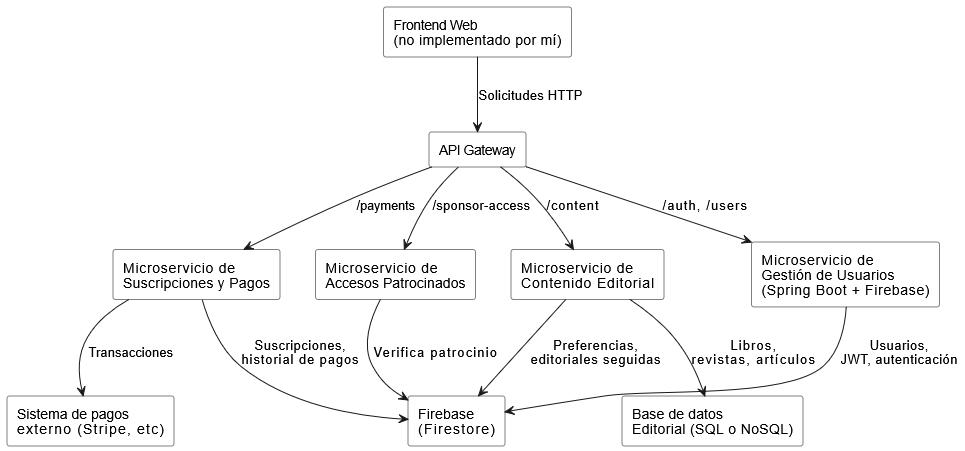 Frontend Web
(no implementado por mí)
Solicitudes HTTP
API Gateway
/payments
/sponsor-access
/content
/auth, /users
Microservicio de
Suscripciones y Pagos
Microservicio de
Accesos Patrocinados
Microservicio de
Contenido Editorial
Microservicio de
Gestión de Usuarios
(Spring Boot + Firebase)
Transacciones
Suscripciones,
historial de pagos
Verifica patrocinio
Preferencias,
editoriales seguidas
Libros,
revistas, artículos
Usuarios,
JWT, autenticación
Sistema de pagos
externo (Stripe, etc)
Firebase
(Firestore)
Base de datos
Editorial (SQL o NoSQL)